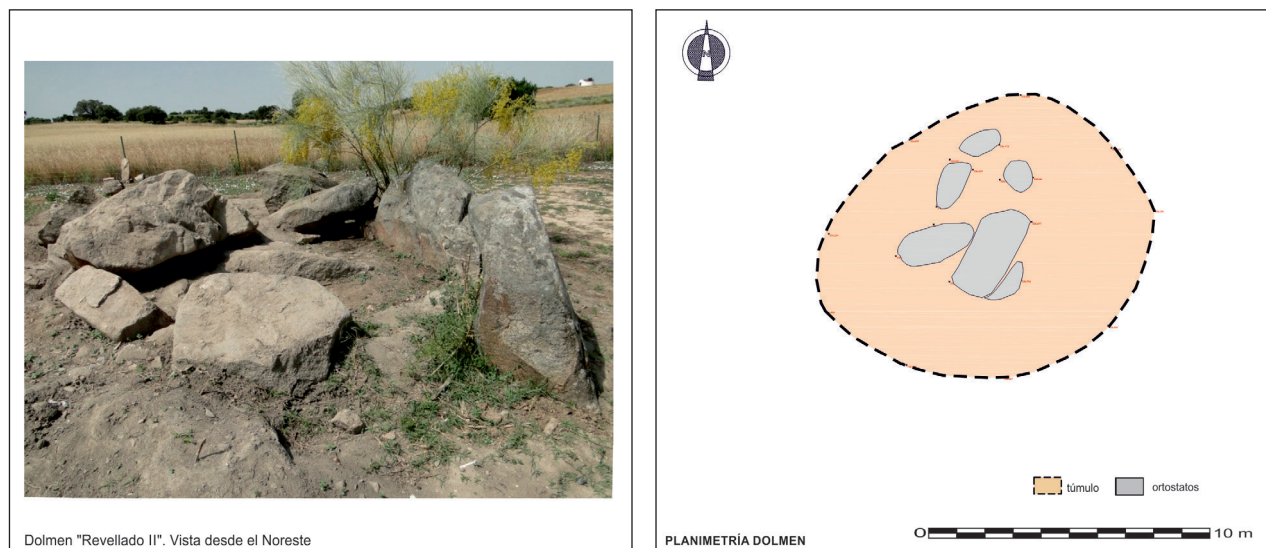 Dolmen "Revellado II". Vista desde el Noreste
N
túmulo
ortostatos
PLANIMETRÍA DOLMEN
0 10 m